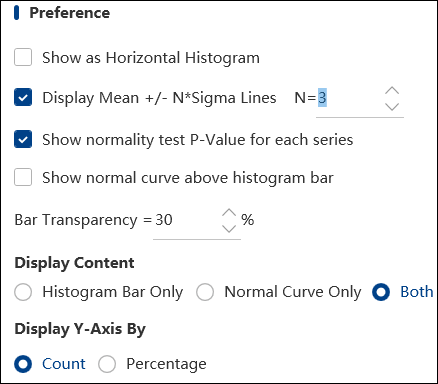 Preference
Show as Horizontal Histogram
Display Mean +/- N*Sigma Lines N=3
Show normality test P-Value for each series
Show normal curve above histogram bar
Bar Transparency = 30 %
Display Content
Histogram Bar Only Normal Curve Only Both
Display Y-Axis By
Count Percentage